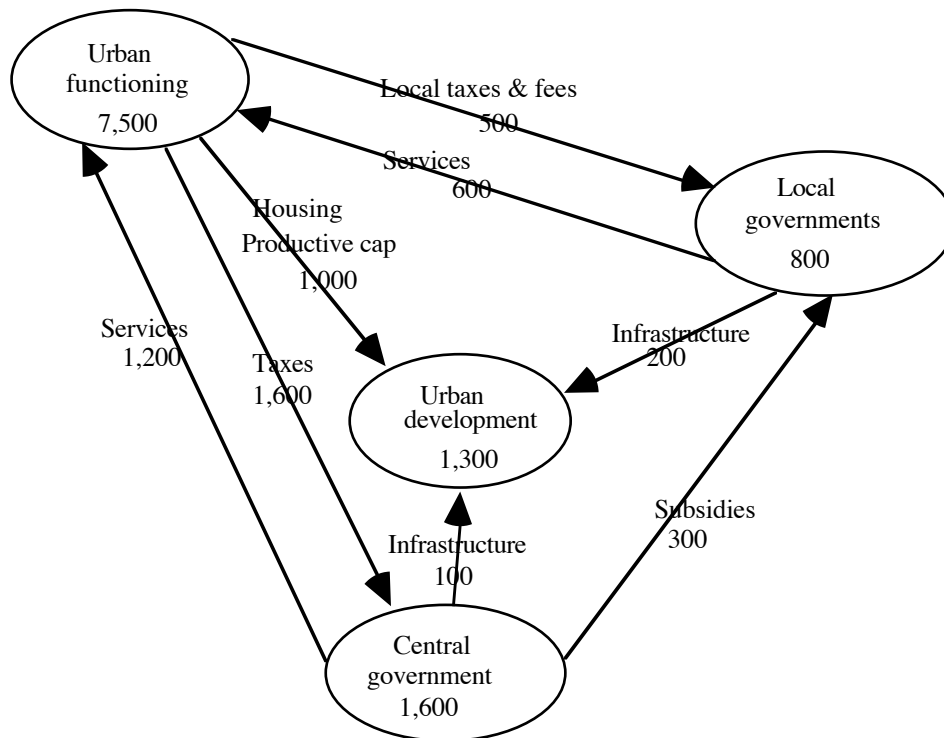 Urban
functioning
7,500
Local taxes & fees
500
Services
600
Local
governments
800
Housing
Productive cap
1,000
Services
1,200
Taxes
1,600
Infrastructure
200
Urban
development
1,300
Subsidies
300
Infrastructure
100
Central
government
1,600